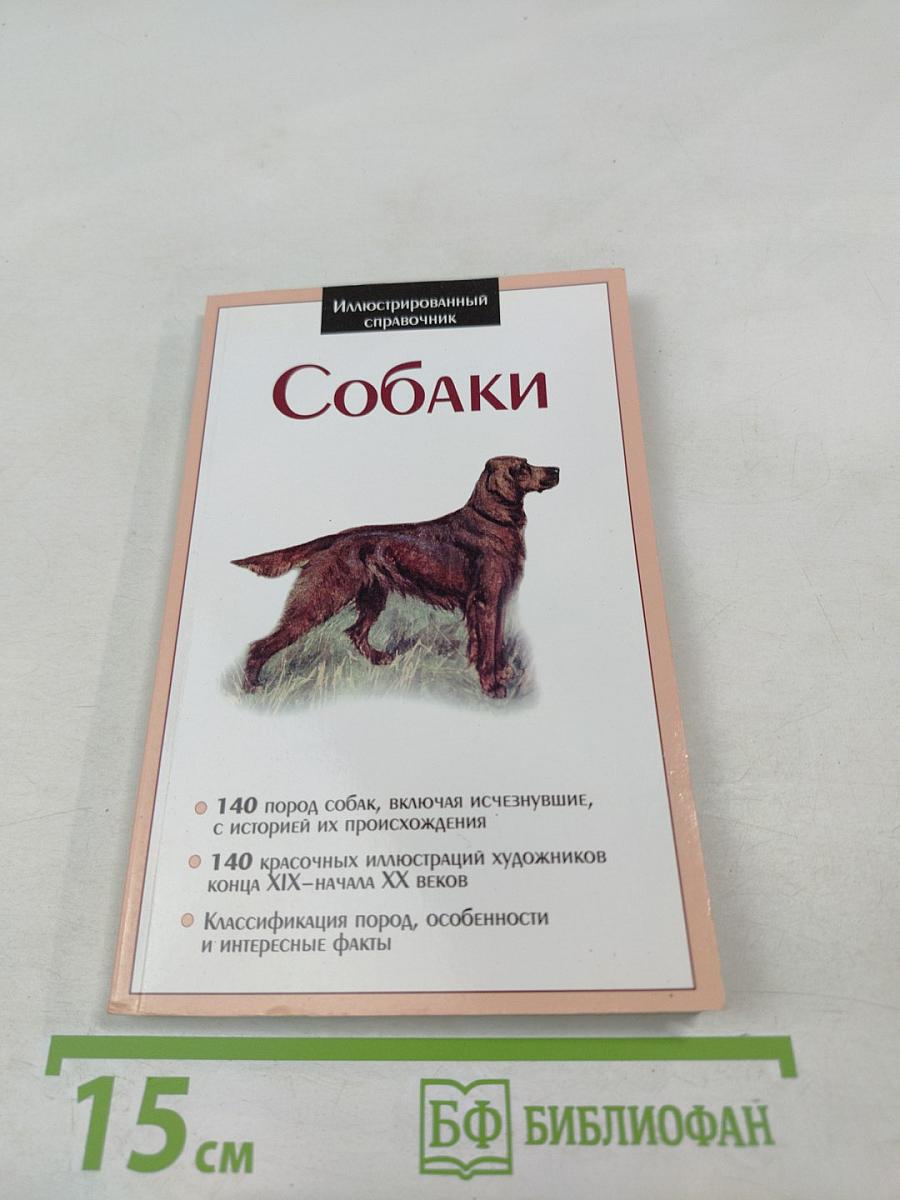 Иллюстрированный
справочник
Собаки
140 пород собак, включая исчезнувшие,
с историей их происхождения
140 красочных иллюстраций художников
конца XIX–начала XX веков
Классификация пород, особенности
и интересные факты
15 см
БФ БИБЛИОФАН